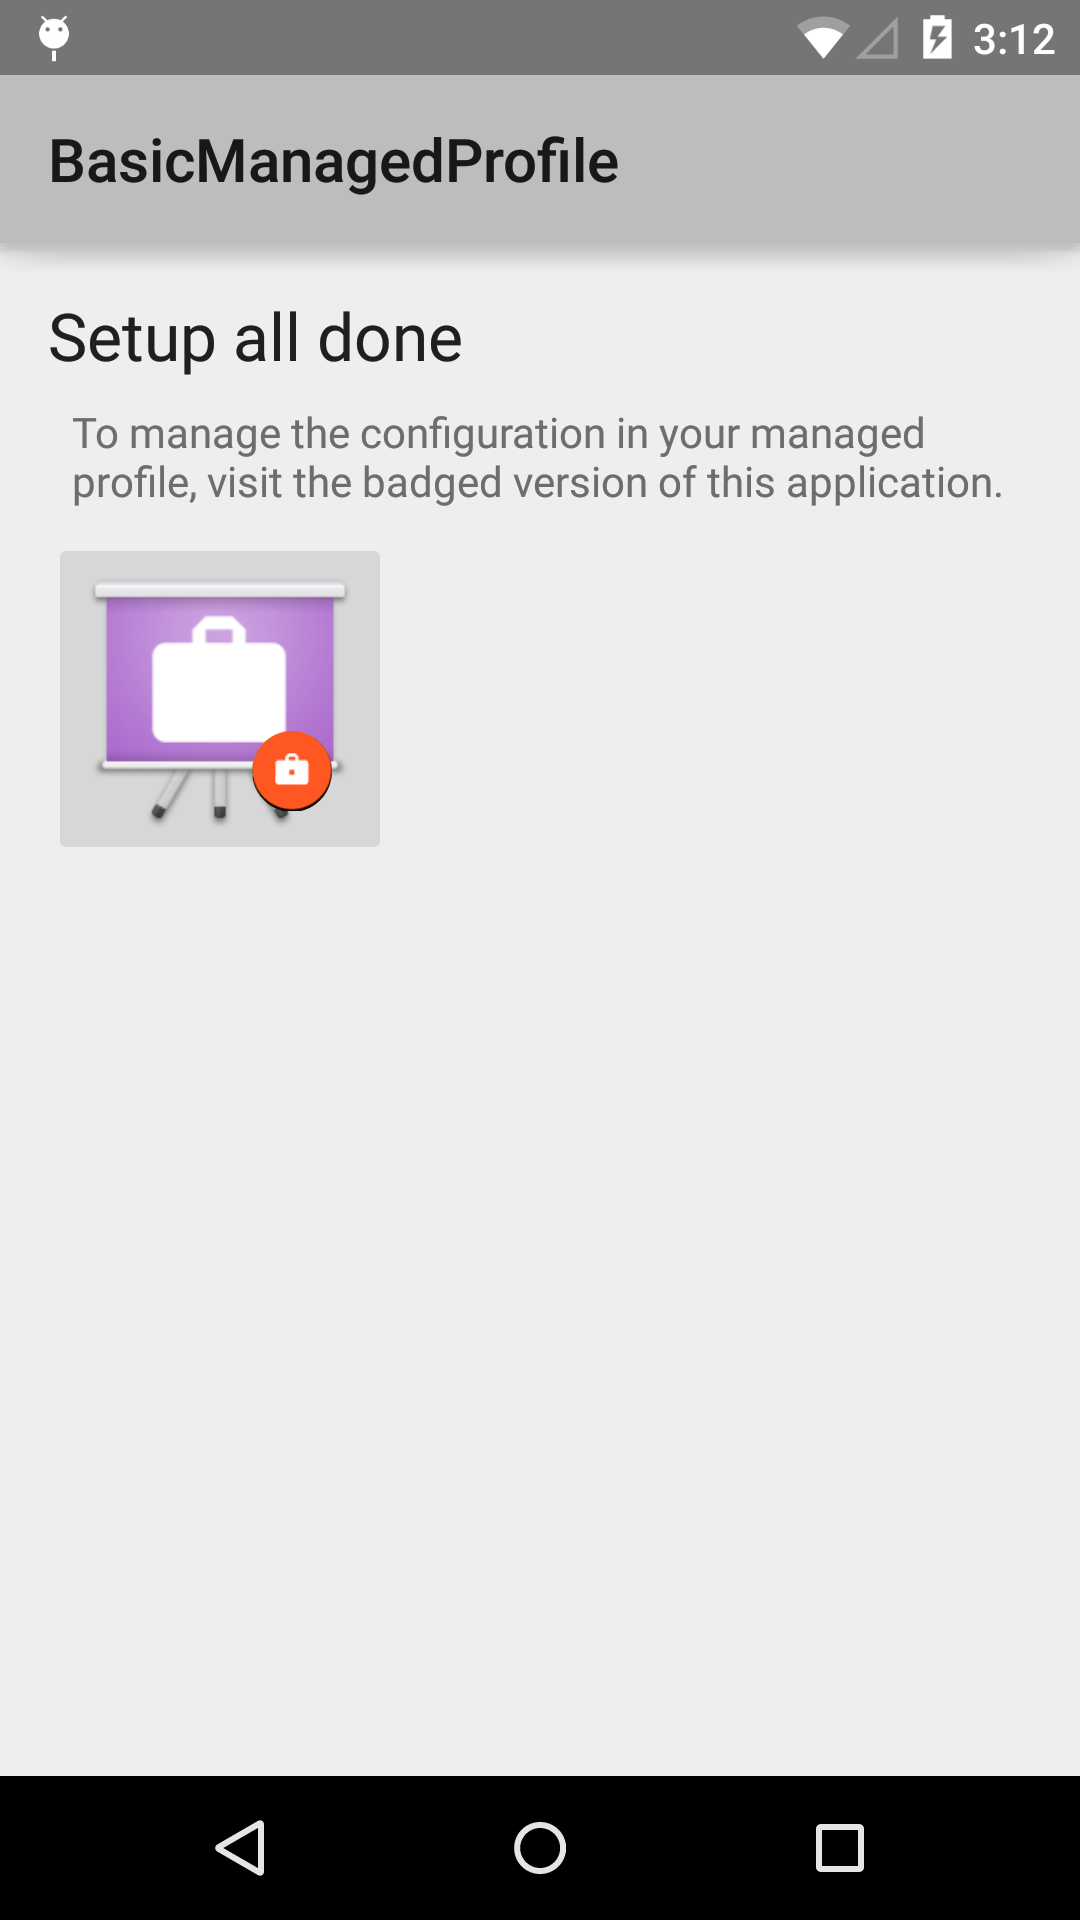 3:12
BasicManagedProfile
Setup all done
To manage the configuration in your managed
profile, visit the badged version of this application.